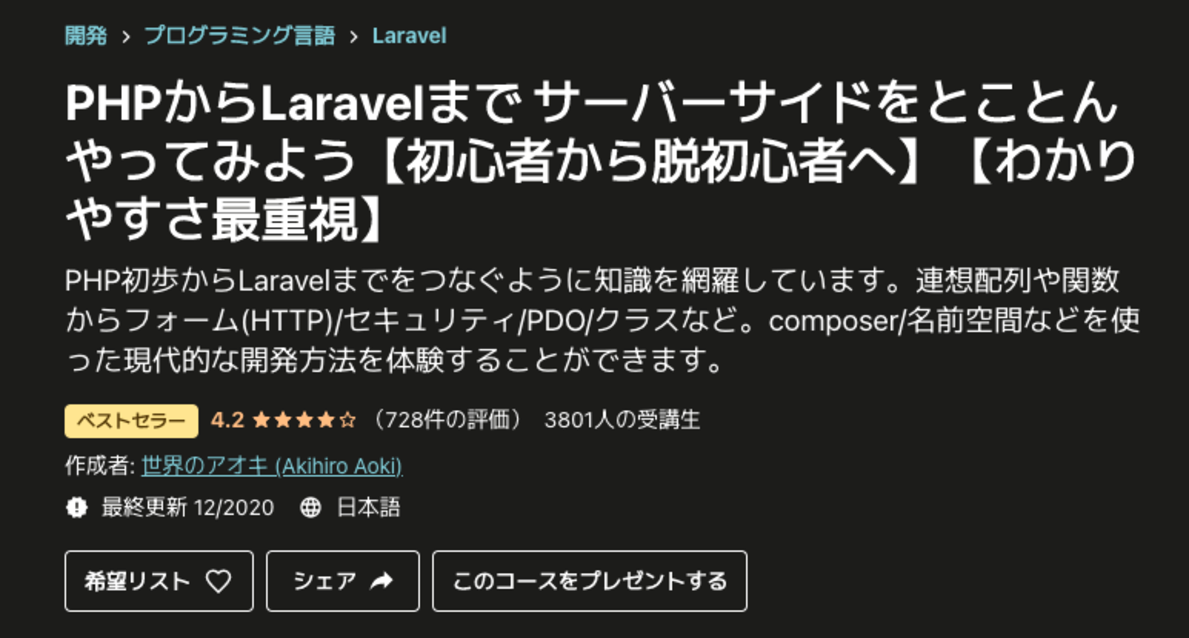 開発 > プログラミング言語 > Laravel
PHPからLaravelまで サーバーサイドをとことん
やってみよう【初心者から脱初心者へ】【わかり
やすさ最重視】
PHP初歩からLaravelまでをつなぐように知識を網羅しています。連想配列や関数
からフォーム(HTTP)/セキュリティ/PDO/クラスなど。composer/名前空間などを使
った現代的な開発方法を体験することができます。
ベストセラー 4.2 ★★★★☆ （728件の評価） 3801人の受講生
作成者: 世界のアオキ (Akihiro Aoki)
最終更新 12/2020 日本語
希望リスト シェア このコースをプレゼントする